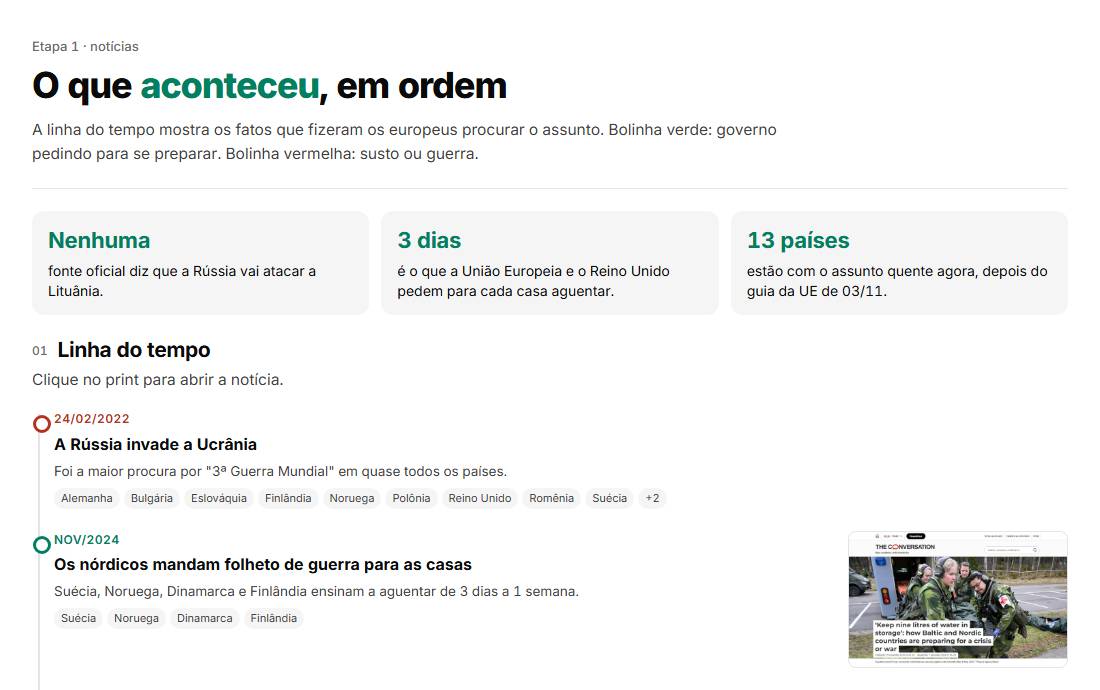 Etapa 1 · notícias
O que aconteceu, em ordem
A linha do tempo mostra os fatos que fizeram os europeus procurar o assunto. Bolinha verde: governo
pedindo para se preparar. Bolinha vermelha: susto ou guerra.
Nenhuma
fonte oficial diz que a Rússia vai atacar a
Lituânia.
3 dias
é o que a União Europeia e o Reino Unido
pedem para cada casa aguentar.
13 países
estão com o assunto quente agora, depois do
guia da UE de 03/11.
01 Linha do tempo
Clique no print para abrir a notícia.
24/02/2022
A Rússia invade a Ucrânia
Foi a maior procura por "3ª Guerra Mundial" em quase todos os países.
Alemanha Bulgária Eslováquia Finlândia Noruega Polônia Reino Unido Romênia Suécia +2
NOV/2024
Os nórdicos mandam folheto de guerra para as casas
Suécia, Noruega, Dinamarca e Finlândia ensinam a aguentar de 3 dias a 1 semana.
Suécia Noruega Dinamarca Finlândia
THE CONVERSATION
'Keep nine litres of water in
storage': how Baltic and Nordic
countries are preparing for a crisis
or war